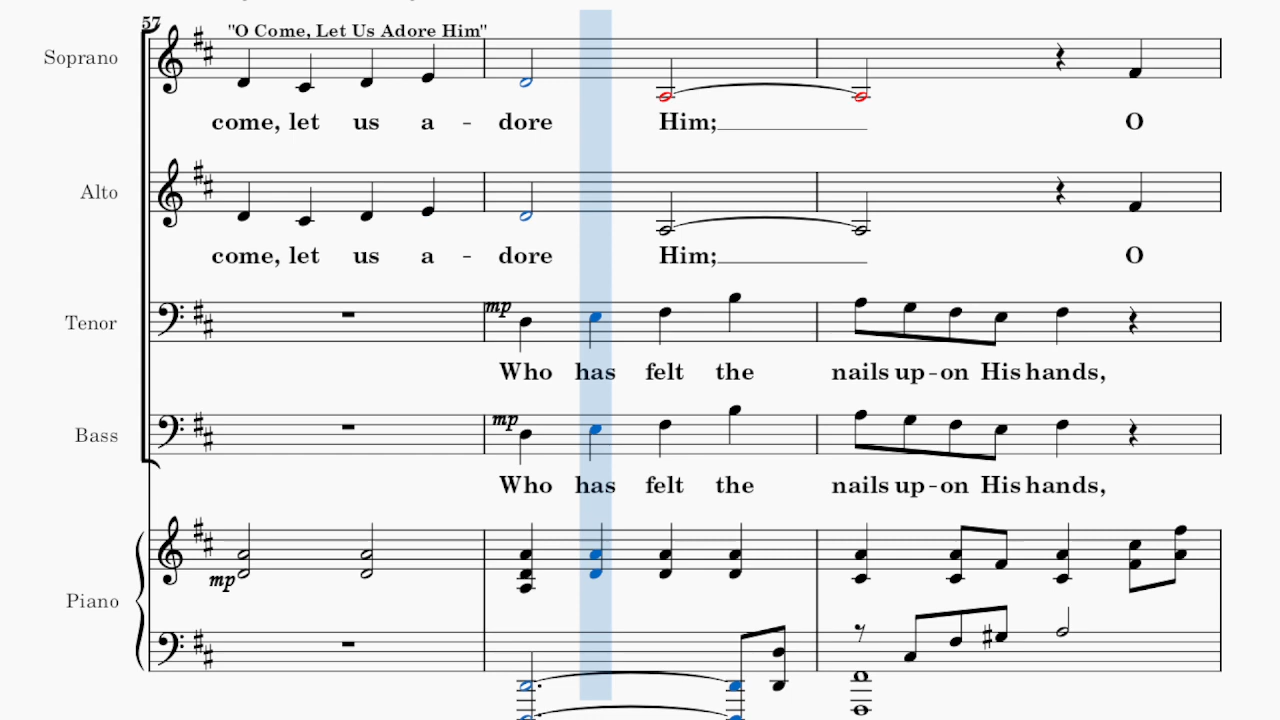 57
"O Come, Let Us Adore Him"
Soprano
come, let us a - dore Him; O
Alto
come, let us a - dore Him; O
mp
Tenor
Who has felt the nails up-on His hands,
mp
Bass
Who has felt the nails up-on His hands,
mp
Piano